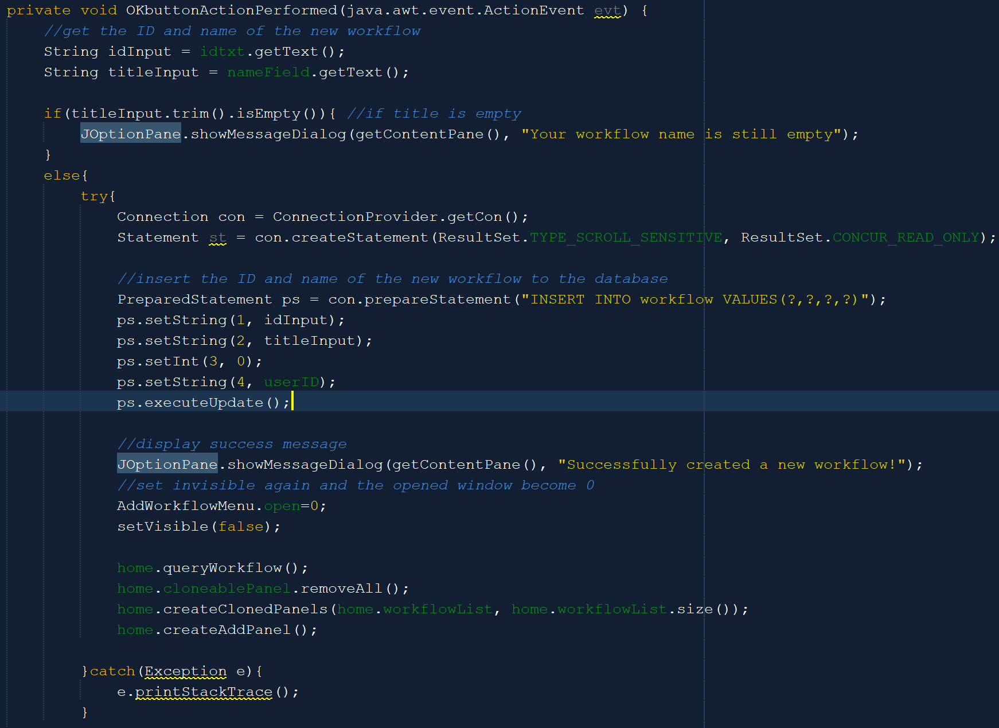 private void OKbuttonActionPerformed(java.awt.event.ActionEvent evt) {
    //get the ID and name of the new workflow
    String idInput = idtxt.getText();
    String titleInput = nameField.getText();

    if(titleInput.trim().isEmpty()){ //if title is empty
        JOptionPane.showMessageDialog(getContentPane(), "Your workflow name is still empty");
    }
    else{
        try{
            Connection con = ConnectionProvider.getCon();
            Statement st = con.createStatement(ResultSet.TYPE_SCROLL_SENSITIVE, ResultSet.CONCUR_READ_ONLY);

            //insert the ID and name of the new workflow to the database
            PreparedStatement ps = con.prepareStatement("INSERT INTO workflow VALUES(?,?,?,?)");
            ps.setString(1, idInput);
            ps.setString(2, titleInput);
            ps.setInt(3, 0);
            ps.setString(4, userID);
            ps.executeUpdate();

            //display success message
            JOptionPane.showMessageDialog(getContentPane(), "Successfully created a new workflow!");
            //set invisible again and the opened window become 0
            AddWorkflowMenu.open=0;
            setVisible(false);

            home.queryWorkflow();
            home.cloneablePanel.removeAll();
            home.createClonedPanels(home.workflowList, home.workflowList.size());
            home.createAddPanel();

        }catch(Exception e){
            e.printStackTrace();
        }